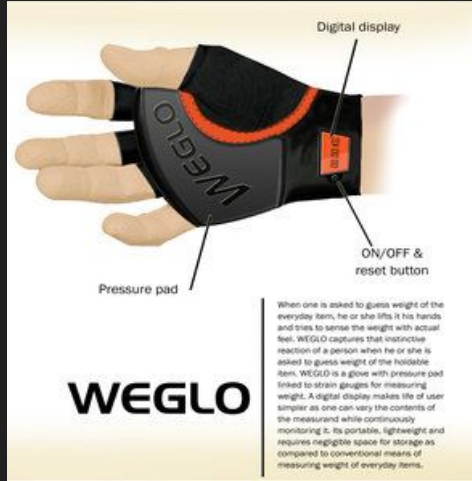 Digital display
WEGLO
ON/OFF &
reset button
Pressure pad
WEGLO
When one is asked to guess weight of the
everyday item, he or she lifts it his hands
and tries to sense the weight with actual
feel. WEGLO captures that instinctive
reaction of a person when he or she is
asked to guess weight of the holdable
item. WEGLO is a glove with pressure pad
linked to strain gauges for measuring
weight. A digital display makes life of user
simpler as one can vary the contents of
the measurand while continuously
monitoring it. Its portable, lightweight and
requires negligible space for storage as
compared to conventional means of
measuring weight of everyday items.